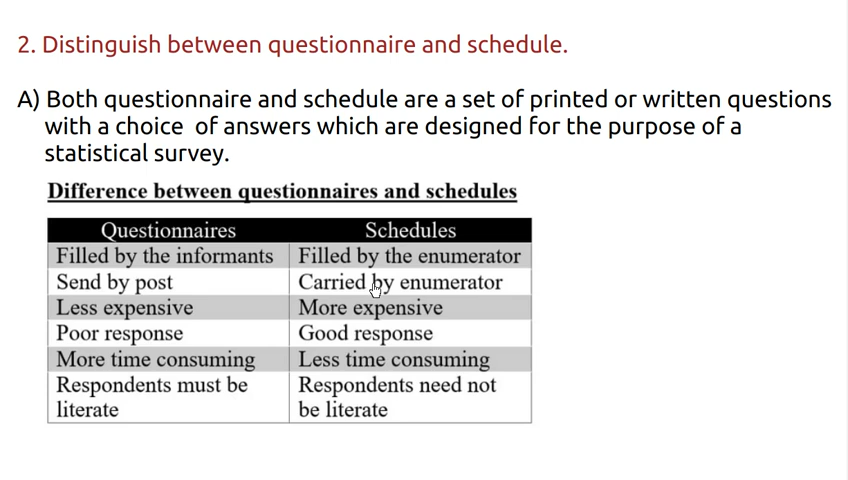 2. Distinguish between questionnaire and schedule.
A) Both questionnaire and schedule are a set of printed or written questions
with a choice of answers which are designed for the purpose of a
statistical survey.
Difference between questionnaires and schedules
Questionnaires Schedules
Filled by the informants Filled by the enumerator
Send by post Carried by enumerator
Less expensive More expensive
Poor response Good response
More time consuming Less time consuming
Respondents must be Respondents need not
literate be literate